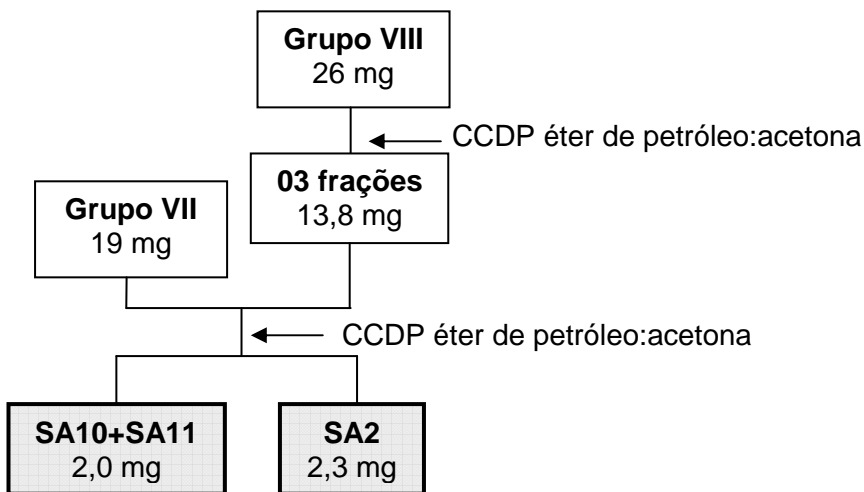 Grupo VIII
26 mg
CCDP éter de petróleo:acetona
03 frações
13,8 mg
Grupo VII
19 mg
CCDP éter de petróleo:acetona
SA10+SA11
2,0 mg
SA2
2,3 mg